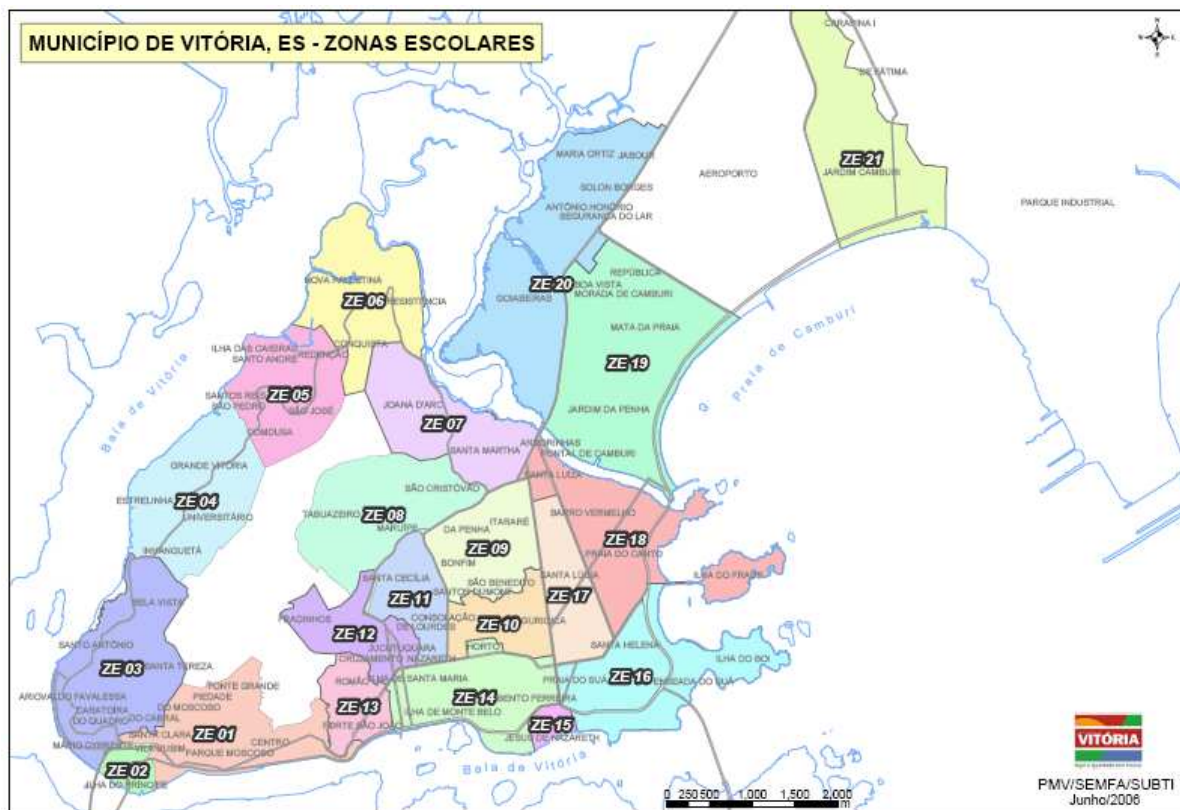 MUNICÍPIO DE VITÓRIA, ES - ZONAS ESCOLARES
N
CARAPINA I
DE FÁTIMA
MARIA ORTIZ
JABOUR
ZE 21
JARDIM CAMBURI
AEROPORTO
SOLON BORGES
PARQUE INDUSTRIAL
ANTÔNIO HONÓRIO
SEGURANÇA DO LAR
REPÚBLICA
NOVA PALESTINA
ZE 20
BOA VISTA
MORADA DE CAMBURI
ZE 06
RESISTÊNCIA
GOIABEIRAS
Praia de Camburi
MATA DA PRAIA
CONQUISTA
ILHA DAS CAIEIRAS
REDENÇÃO
SANTO ANDRÉ
Baía de Vitória
ZE 19
ZE 05
SANTOS REIS
SÃO PEDRO
SÃO JOSÉ
JOANA D'ARC
ZE 07
JARDIM DA PENHA
COMDUSA
SANTA MARTHA
ANDORINHAS
PONTAL DE CAMBURI
GRANDE VITÓRIA
SANTA LUIZA
SÃO CRISTOVÃO
ESTRELINHA
ZE 04
UNIVERSITÁRIO
TABUAZEIRO
ZE 08
MARUÍPE
BARRO VERMELHO
ITARARÉ
DA PENHA
ZE 18
INHANGUETÁ
ZE 09
PRAIA DO CANTO
BONFIM
SANTA CECÍLIA
SÃO BENEDITO
SANTA LÚCIA
ILHA DO FRADE
SANTOS DUMONT
ZE 11
ZE 17
BELA VISTA
FRADINHOS
CONSOLAÇÃO
DE LOURDES
ZE 10
GURIGICA
ZE 12
JUCUTUQUARA
HORTO
SANTA HELENA
SANTO ANTÔNIO
CRUZAMENTO
NAZARETH
ZE 03
SANTA TEREZA
ILHA DO BOI
ROMÃO
ILHA DE SANTA MARIA
PRAIA DO SUÁ
ZE 16
ENSEADA DO SUÁ
ARIOVALDO FAVALESSA
FONTE GRANDE
PIEDADE
ZE 14
BENTO FERREIRA
CARATOÍRA
DO MOSCOSO
ZE 13
DO QUADRO
DO CABRAL
ILHA DE MONTE BELO
FORTE SÃO JOÃO
ZE 15
SANTA CLARA
ZE 01
JESUS DE NAZARETH
MÁRIO CYPRESTE
VILA RUBIM
PARQUE MOSCOSO
CENTRO
Baía de Vitória
ZE 02
ILHA DO PRÍNCIPE
VITÓRIA
PMV/SEMFA/SUBTI
Junho/2006
0 250 500 1,000 1,500 2,000
m